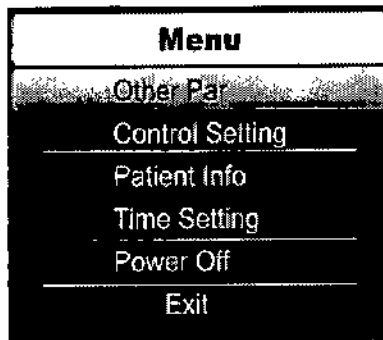 Menu
Other Par
Control Setting
Patient Info
Time Setting
Power Off
Exit